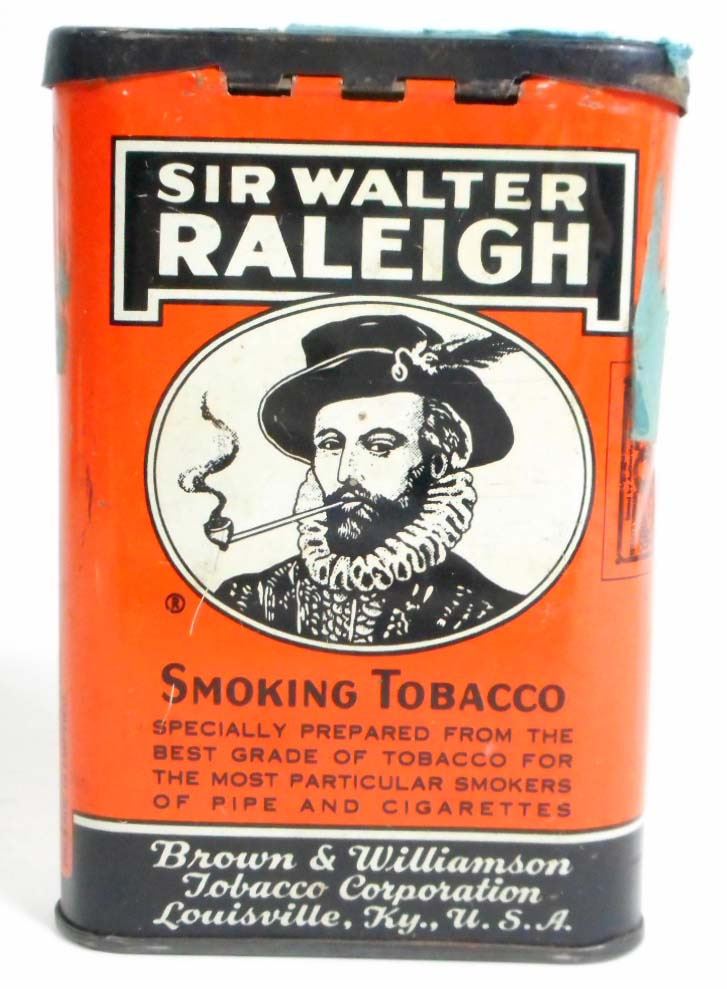 SIR WALTER
RALEIGH
®
SMOKING TOBACCO
SPECIALLY PREPARED FROM THE
BEST GRADE OF TOBACCO FOR
THE MOST PARTICULAR SMOKERS
OF PIPE AND CIGARETTES
Brown & Williamson
Tobacco Corporation
Louisville, Ky., U.S.A.